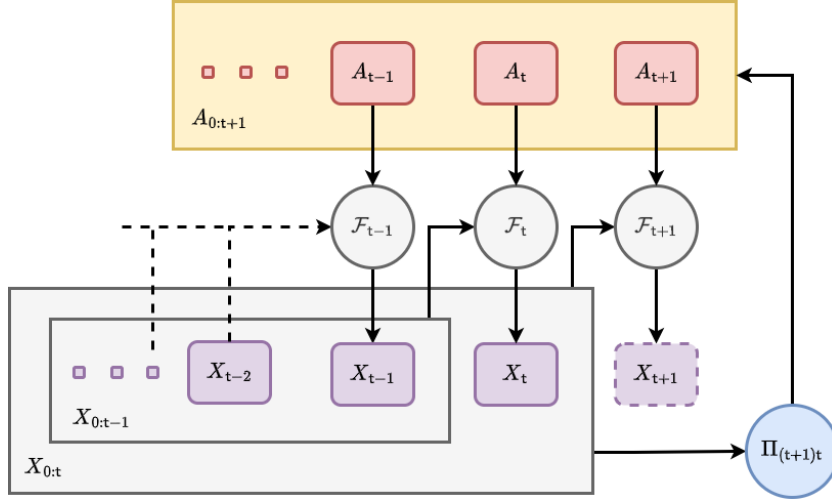 A_{t−1} A_t A_{t+1}
A_{0:t+1}
ℱ_{t−1} ℱ_t ℱ_{t+1}
X_{t−2} X_{t−1} X_t X_{t+1}
X_{0:t−1}
X_{0:t}
Π_{(t+1)t}